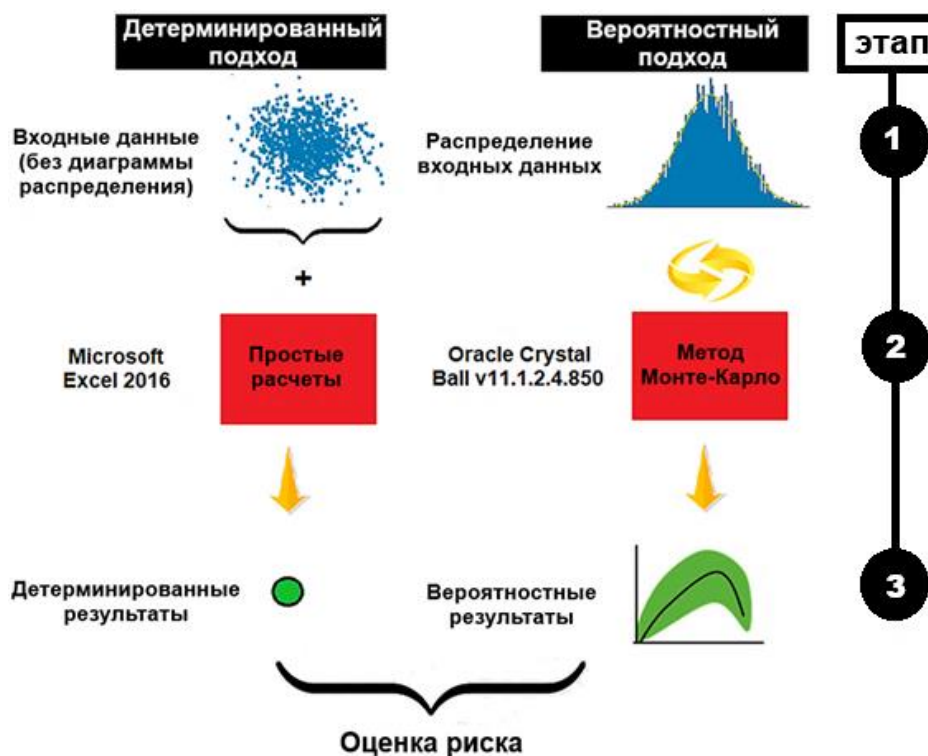 Детерминированный
подход
Вероятностный
подход
этап
Входные данные
(без диаграммы
распределения)
Распределение
входных данных
1
+
Microsoft
Excel 2016
Простые
расчеты
Oracle Crystal
Ball v11.1.2.4.850
Метод
Монте-Карло
2
Детерминированные
результаты
Вероятностные
результаты
3
Оценка риска